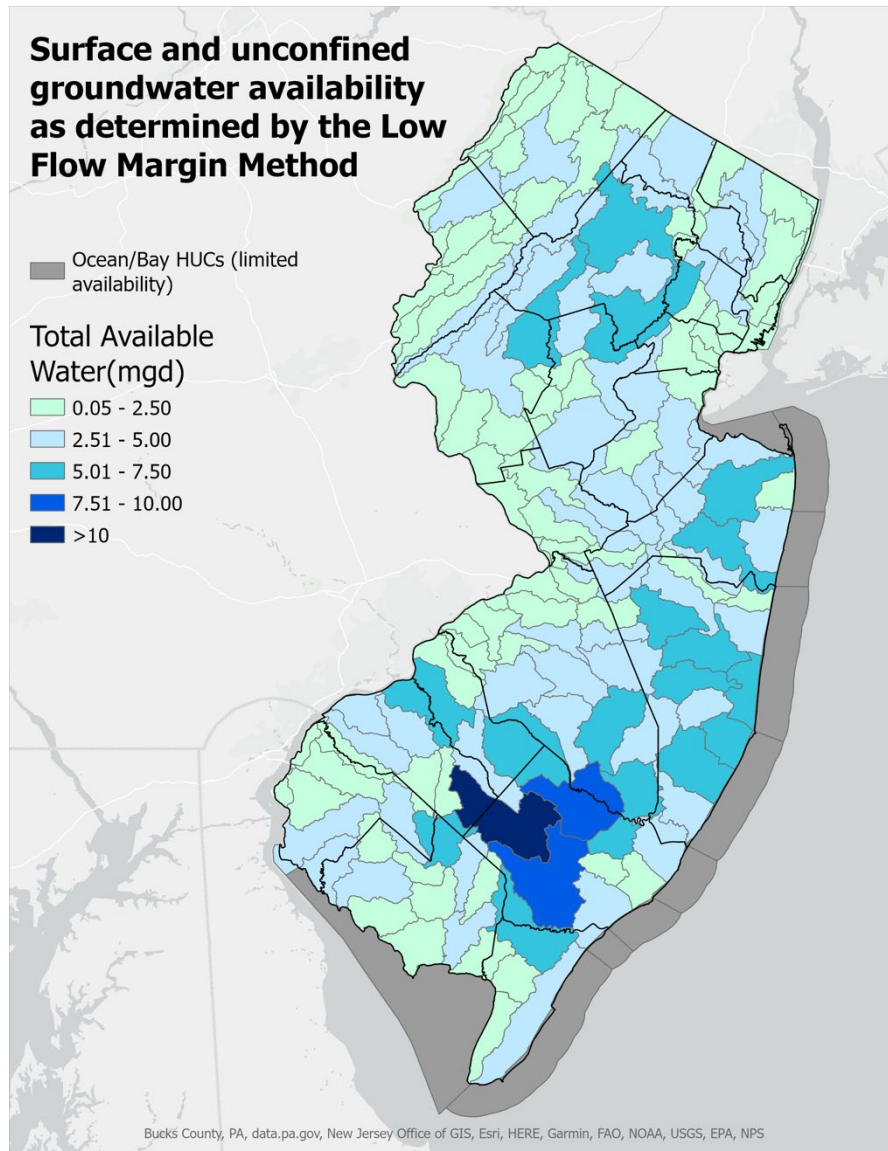 Surface and unconfined
groundwater availability
as determined by the Low
Flow Margin Method
Ocean/Bay HUCs (limited
availability)
Total Available
Water(mgd)
0.05 - 2.50
2.51 - 5.00
5.01 - 7.50
7.51 - 10.00
>10
Bucks County, PA, data.pa.gov, New Jersey Office of GIS, Esri, HERE, Garmin, FAO, NOAA, USGS, EPA, NPS